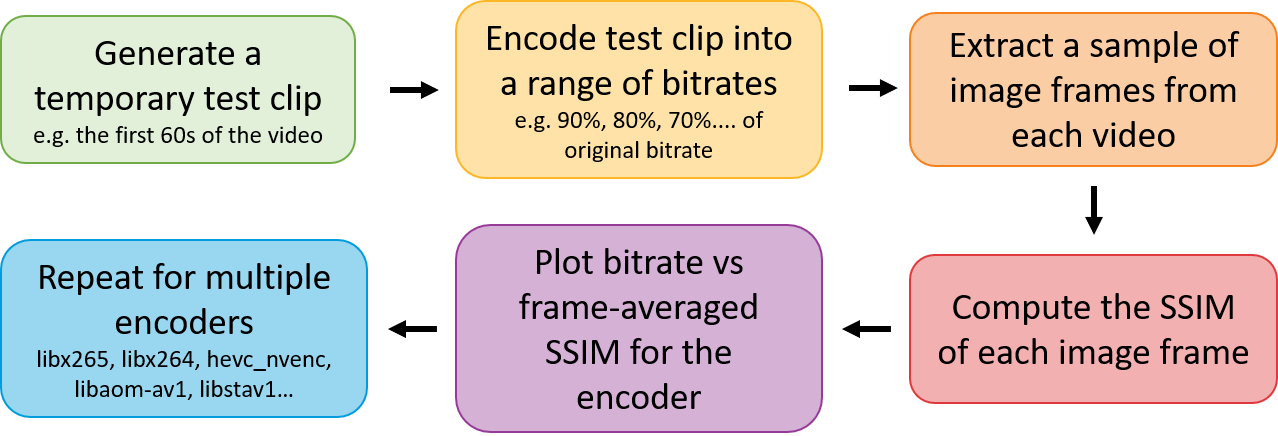 Generate a
temporary test clip
e.g. the first 60s of the video
Encode test clip into
a range of bitrates
e.g. 90%, 80%, 70%.... of
original bitrate
Extract a sample of
image frames from
each video
Compute the SSIM
of each image frame
Plot bitrate vs
frame-averaged
SSIM for the
encoder
Repeat for multiple
encoders
libx265, libx264, hevc_nvenc,
libaom-av1, libstav1...